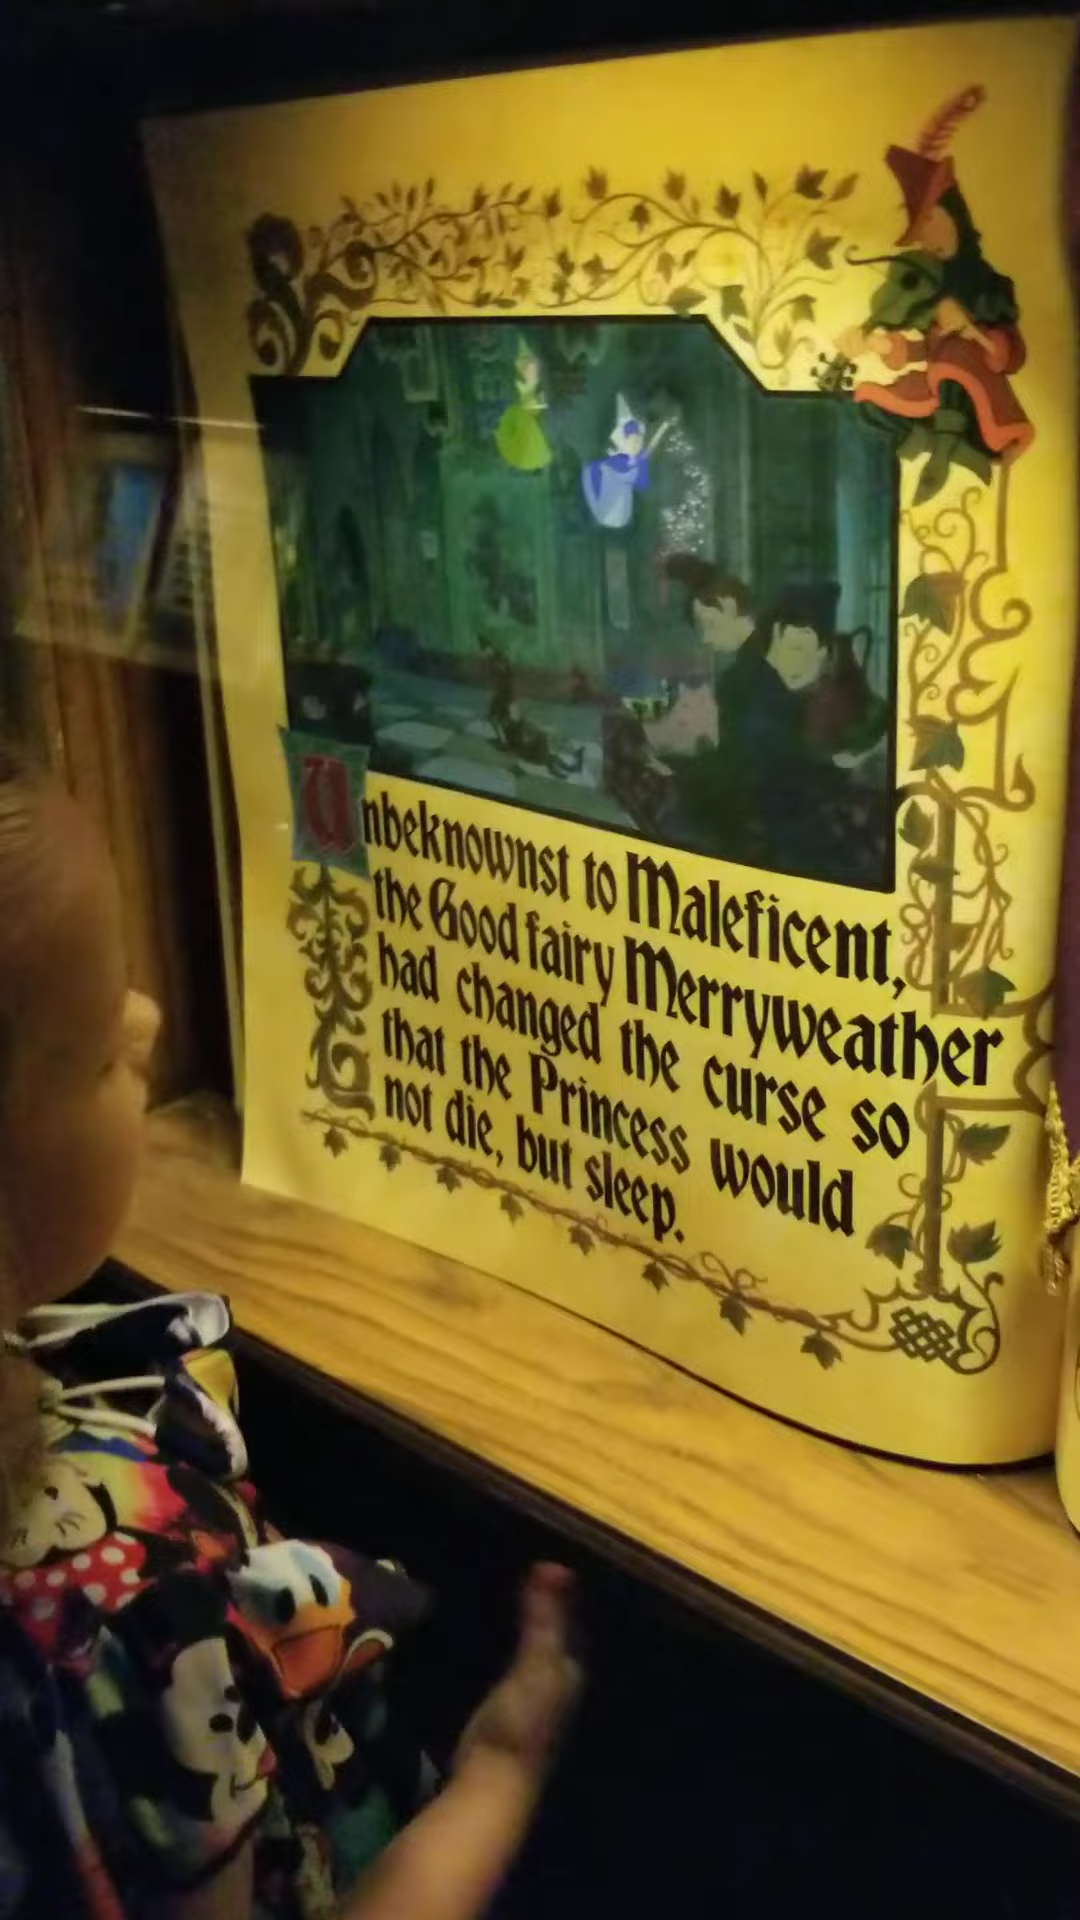 Unbeknownst to Maleficent,
the Good fairy Merryweather
had changed the curse so
that the Princess would
not die, but sleep.